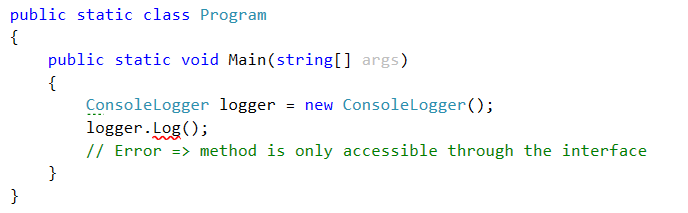 public static class Program
{
public static void Main(string[] args)
{
ConsoleLogger logger = new ConsoleLogger();
logger.Log();
// Error => method is only accessible through the interface
}
}